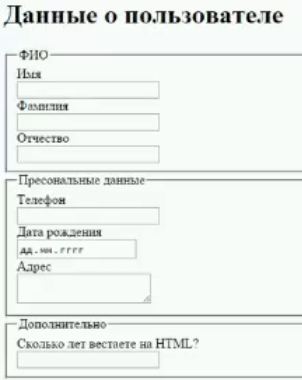 Данные о пользователе
ФИО
Имя
Фамилия
Отчество
Пресональные данные
Телефон
Дата рождения
дд.мм.гггг
Адрес
Дополнительно
Сколько лет вестаете на HTML?